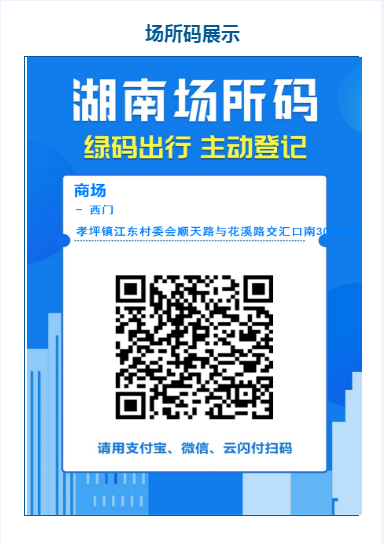 场所码展示
湖南场所码
绿码出行 主动登记
商场
- 西门
孝坪镇江东村委会顺天路与花溪路交汇口南30
请用支付宝、微信、云闪付扫码